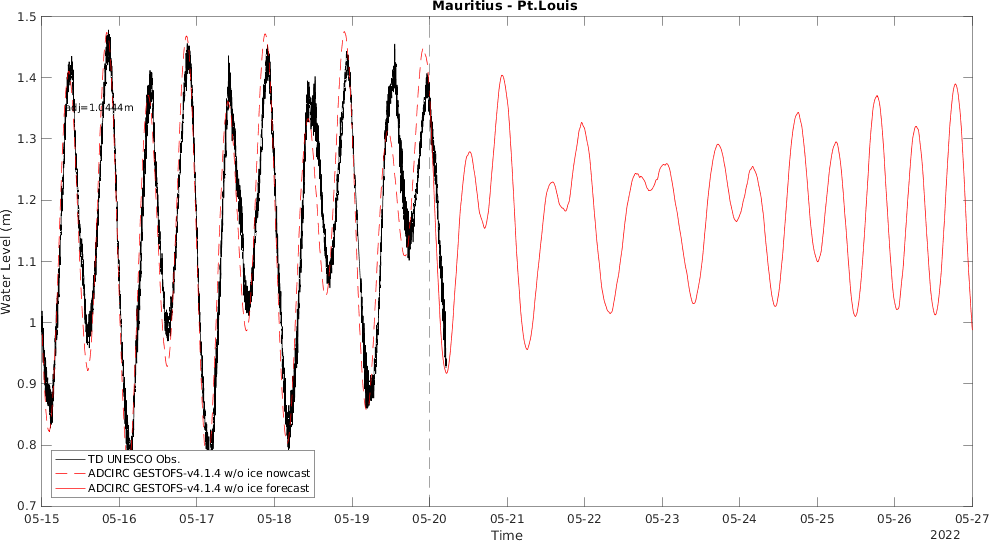 Mauritius - Pt.Louis
Water Level (m)
1.5
1.4
1.3
1.2
1.1
1
0.9
0.8
0.7
adj=1.0444m
TD UNESCO Obs.
ADCIRC GESTOFS-v4.1.4 w/o ice nowcast
ADCIRC GESTOFS-v4.1.4 w/o ice forecast
05-15 05-16 05-17 05-18 05-19 05-20 05-21 05-22 05-23 05-24 05-25 05-26 05-27
Time
2022